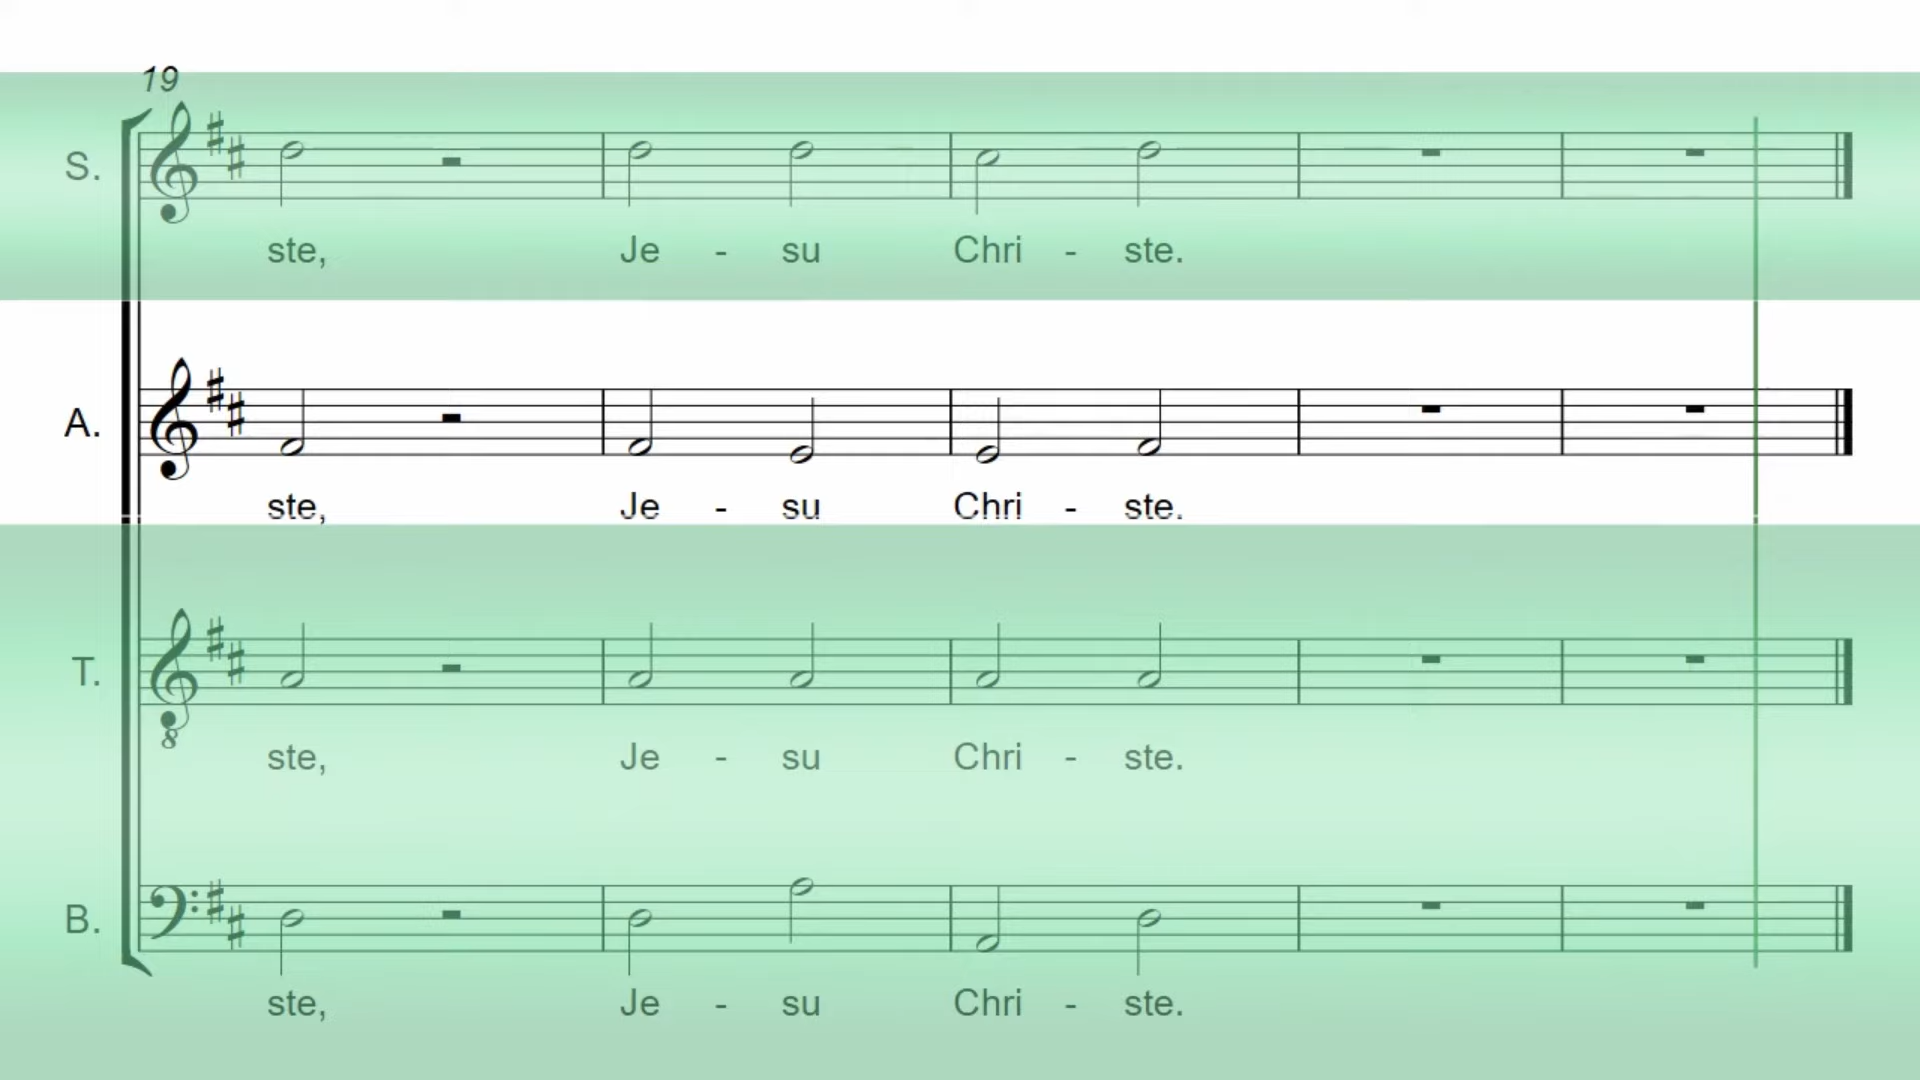 19
S.
ste, Je - su Chri - ste.
A.
ste, Je - su Chri - ste.
T.
8
ste, Je - su Chri - ste.
B.
ste, Je - su Chri - ste.